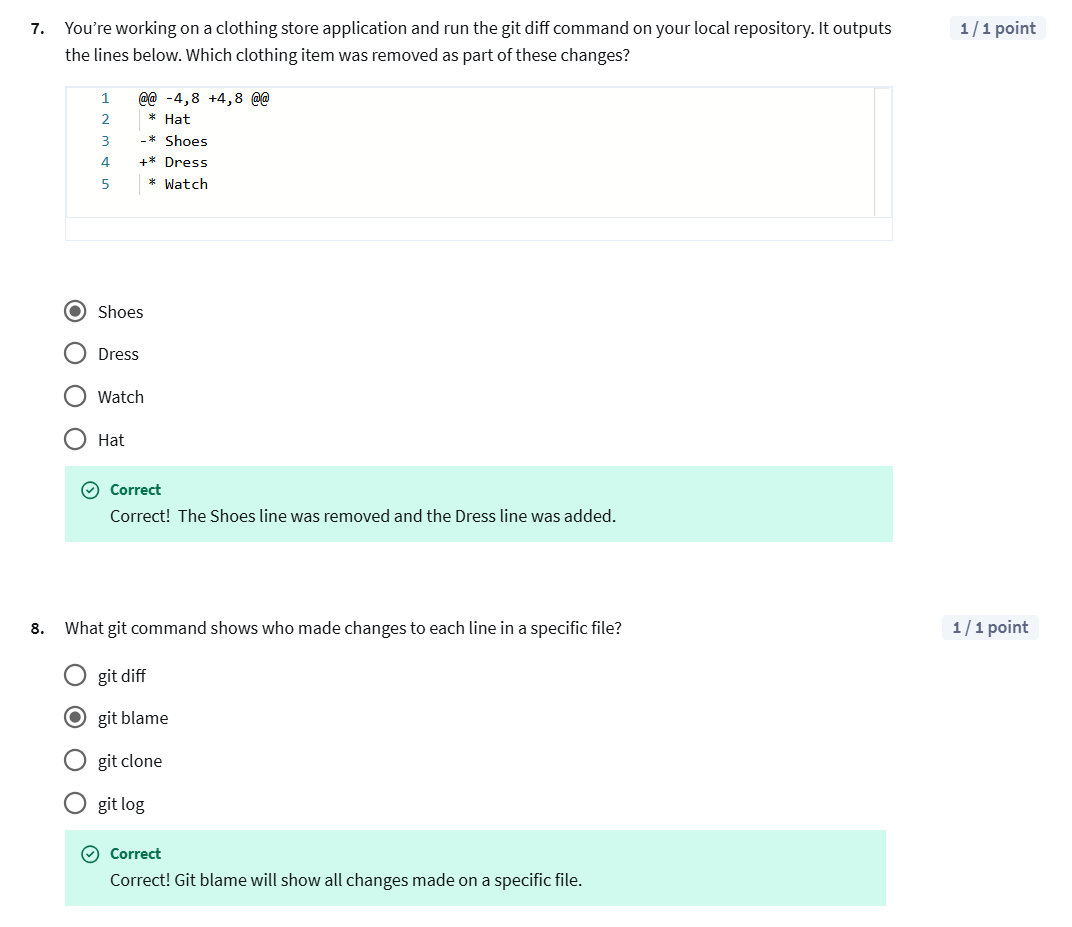 7. You're working on a clothing store application and run the git diff command on your local repository. It outputs 1 / 1 point
the lines below. Which clothing item was removed as part of these changes?
1 @@ -4,8 +4,8 @@
2 * Hat
3 -* Shoes
4 +* Dress
5 * Watch
Shoes
Dress
Watch
Hat
Correct
Correct!  The Shoes line was removed and the Dress line was added.
8. What git command shows who made changes to each line in a specific file? 1 / 1 point
git diff
git blame
git clone
git log
Correct
Correct! Git blame will show all changes made on a specific file.